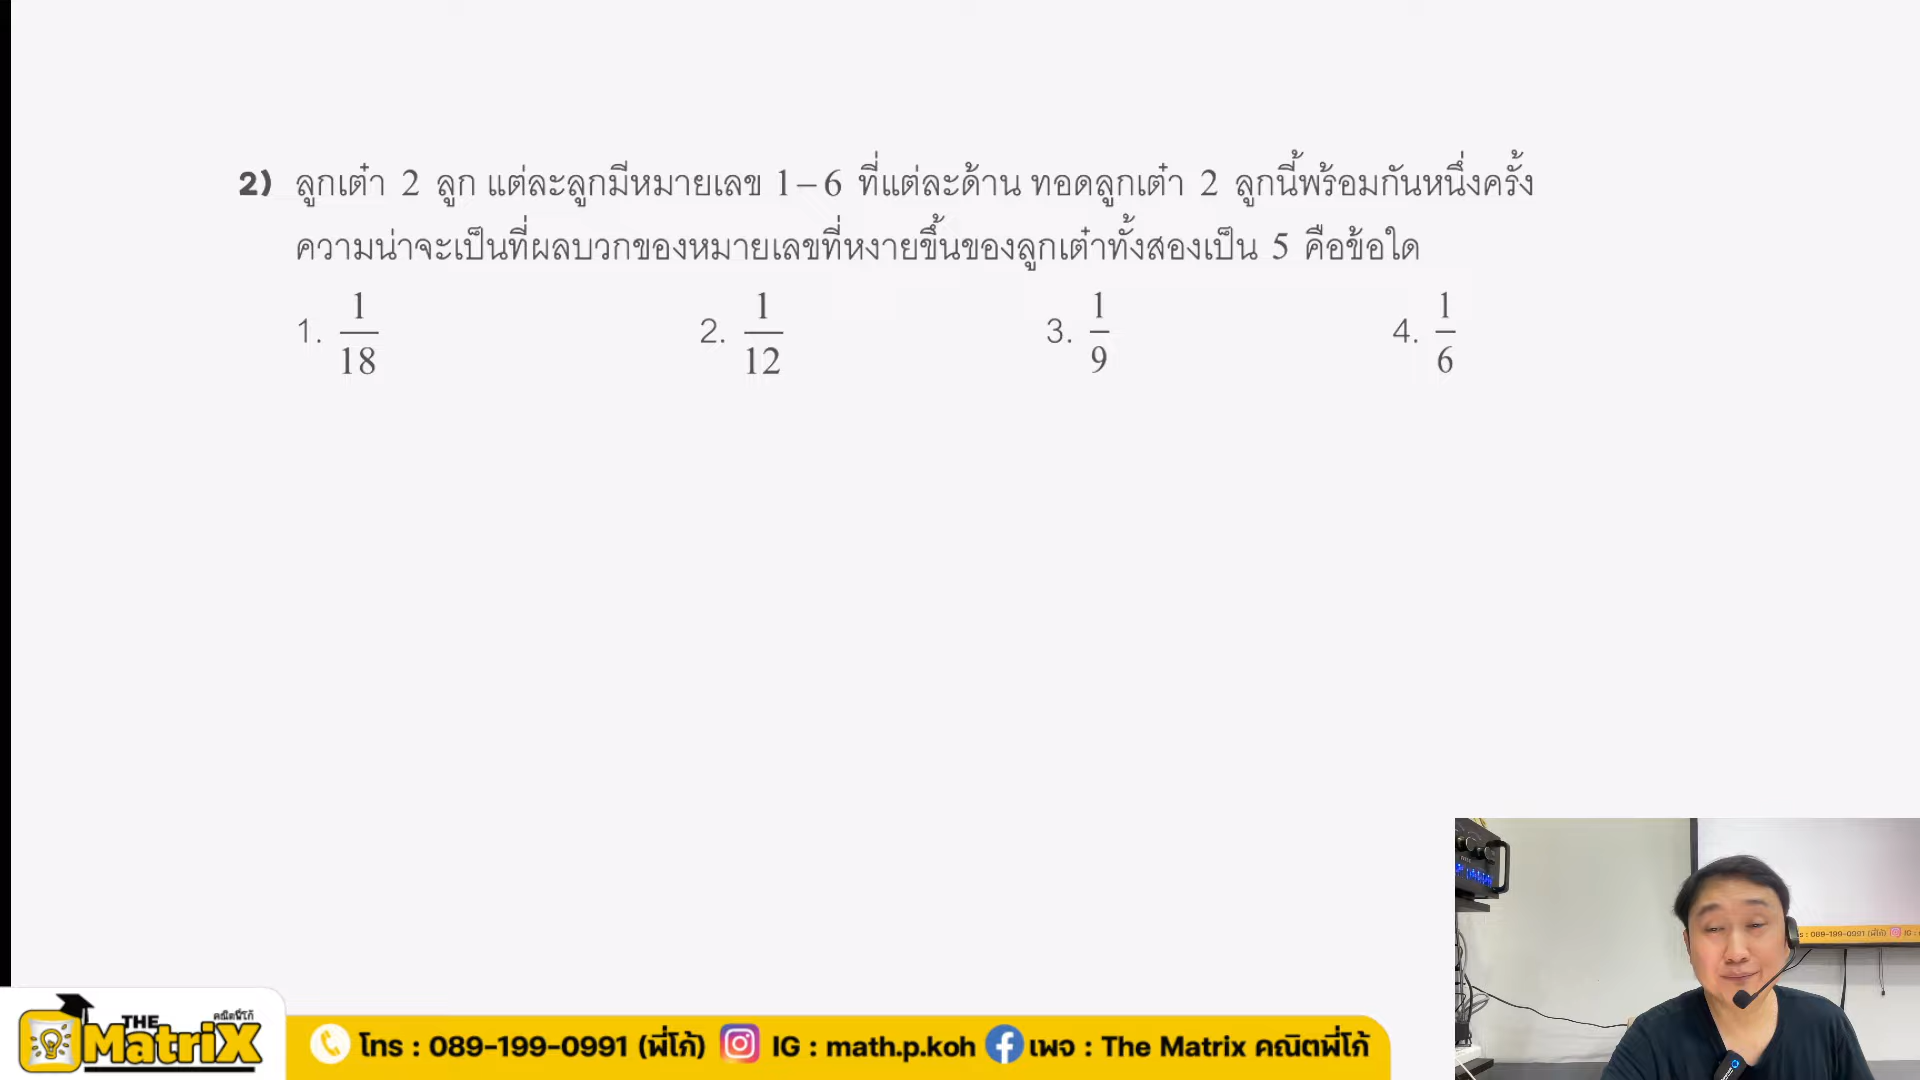 2) ลูกเต๋า 2 ลูก แต่ละลูกมีหมายเลข 1 – 6 ที่แต่ละด้าน ทอดลูกเต๋า 2 ลูกนี้พร้อมกันหนึ่งครั้ง
ความน่าจะเป็นที่ผลบวกของหมายเลขที่หงายขึ้นของลูกเต๋าทั้งสองเป็น 5 คือข้อใด
1. 1/18 2. 1/12 3. 1/9 4. 1/6
: 089-199-0991 (พี่โก้) IG :
THE คณิตพี่โก้
MatriX
โทร : 089-199-0991 (พี่โก้) IG : math.p.koh เพจ : The Matrix คณิตพี่โก้